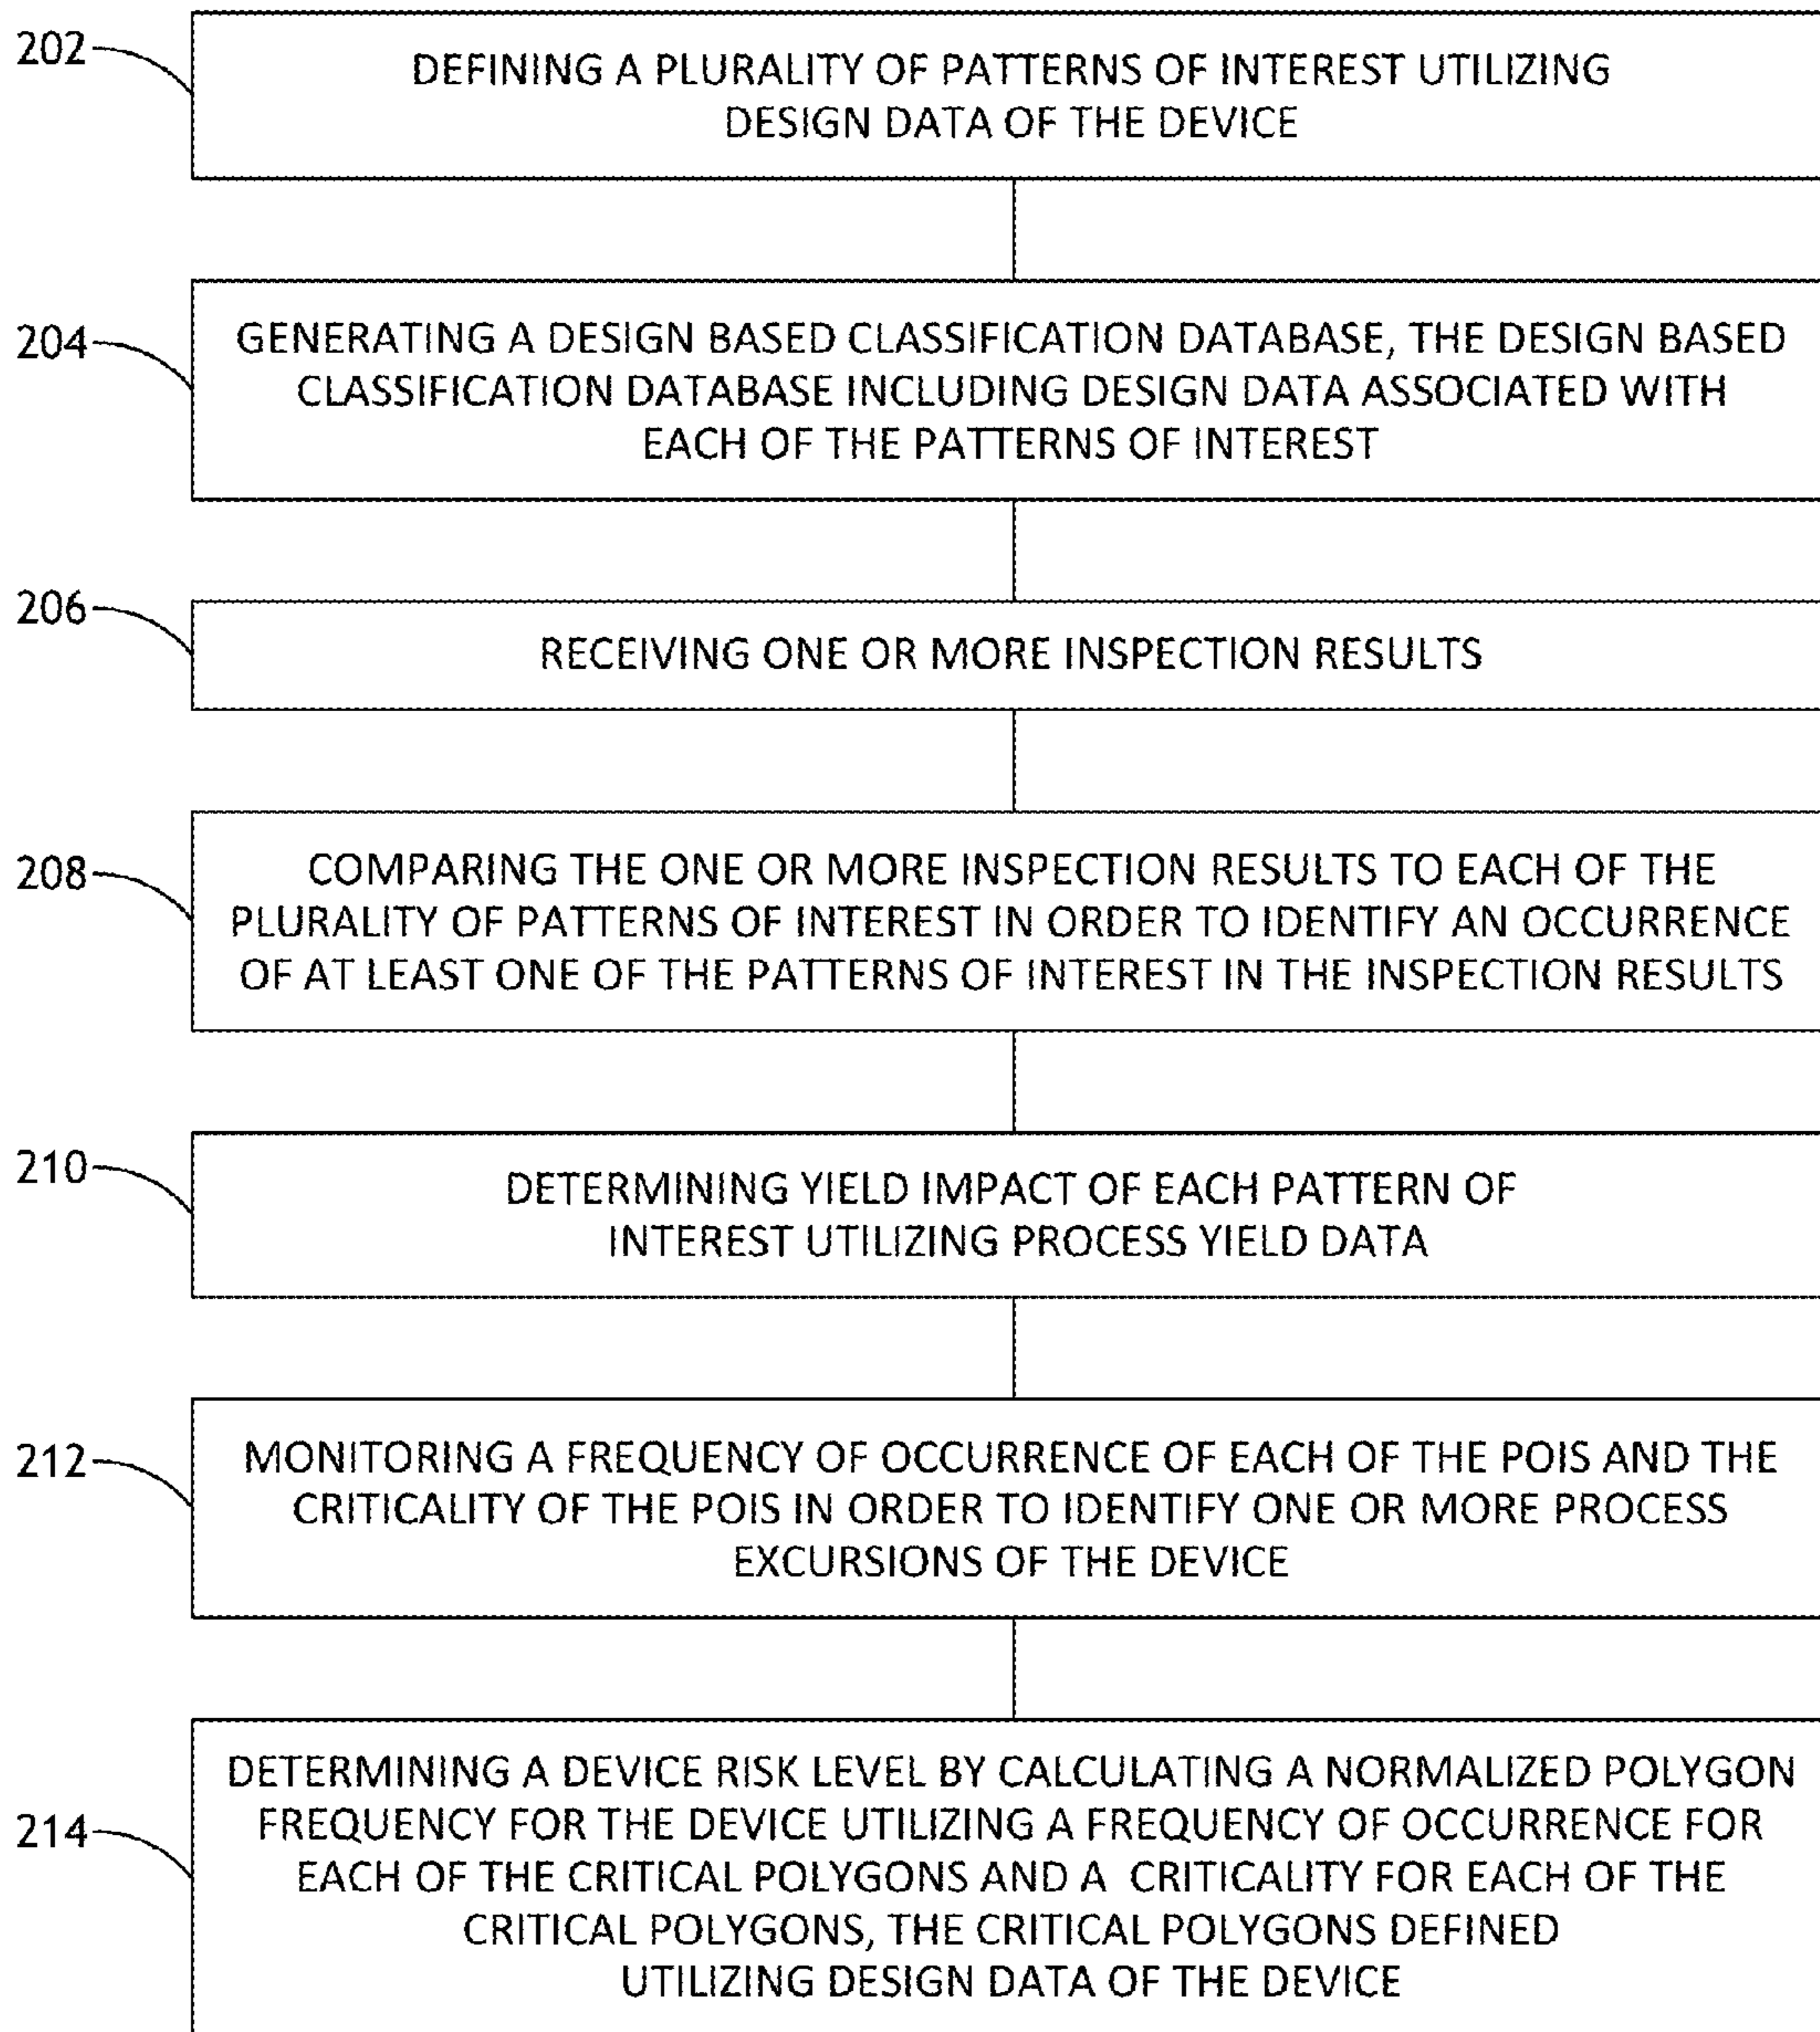 202
DEFINING A PLURALITY OF PATTERNS OF INTEREST UTILIZING
DESIGN DATA OF THE DEVICE
204
GENERATING A DESIGN BASED CLASSIFICATION DATABASE, THE DESIGN BASED
CLASSIFICATION DATABASE INCLUDING DESIGN DATA ASSOCIATED WITH
EACH OF THE PATTERNS OF INTEREST
206
RECEIVING ONE OR MORE INSPECTION RESULTS
208
COMPARING THE ONE OR MORE INSPECTION RESULTS TO EACH OF THE
PLURALITY OF PATTERNS OF INTEREST IN ORDER TO IDENTIFY AN OCCURRENCE
OF AT LEAST ONE OF THE PATTERNS OF INTEREST IN THE INSPECTION RESULTS
210
DETERMINING YIELD IMPACT OF EACH PATTERN OF
INTEREST UTILIZING PROCESS YIELD DATA
212
MONITORING A FREQUENCY OF OCCURRENCE OF EACH OF THE POIS AND THE
CRITICALITY OF THE POIS IN ORDER TO IDENTIFY ONE OR MORE PROCESS
EXCURSIONS OF THE DEVICE
214
DETERMINING A DEVICE RISK LEVEL BY CALCULATING A NORMALIZED POLYGON
FREQUENCY FOR THE DEVICE UTILIZING A FREQUENCY OF OCCURRENCE FOR
EACH OF THE CRITICAL POLYGONS AND A CRITICALITY FOR EACH OF THE
CRITICAL POLYGONS, THE CRITICAL POLYGONS DEFINED
UTILIZING DESIGN DATA OF THE DEVICE